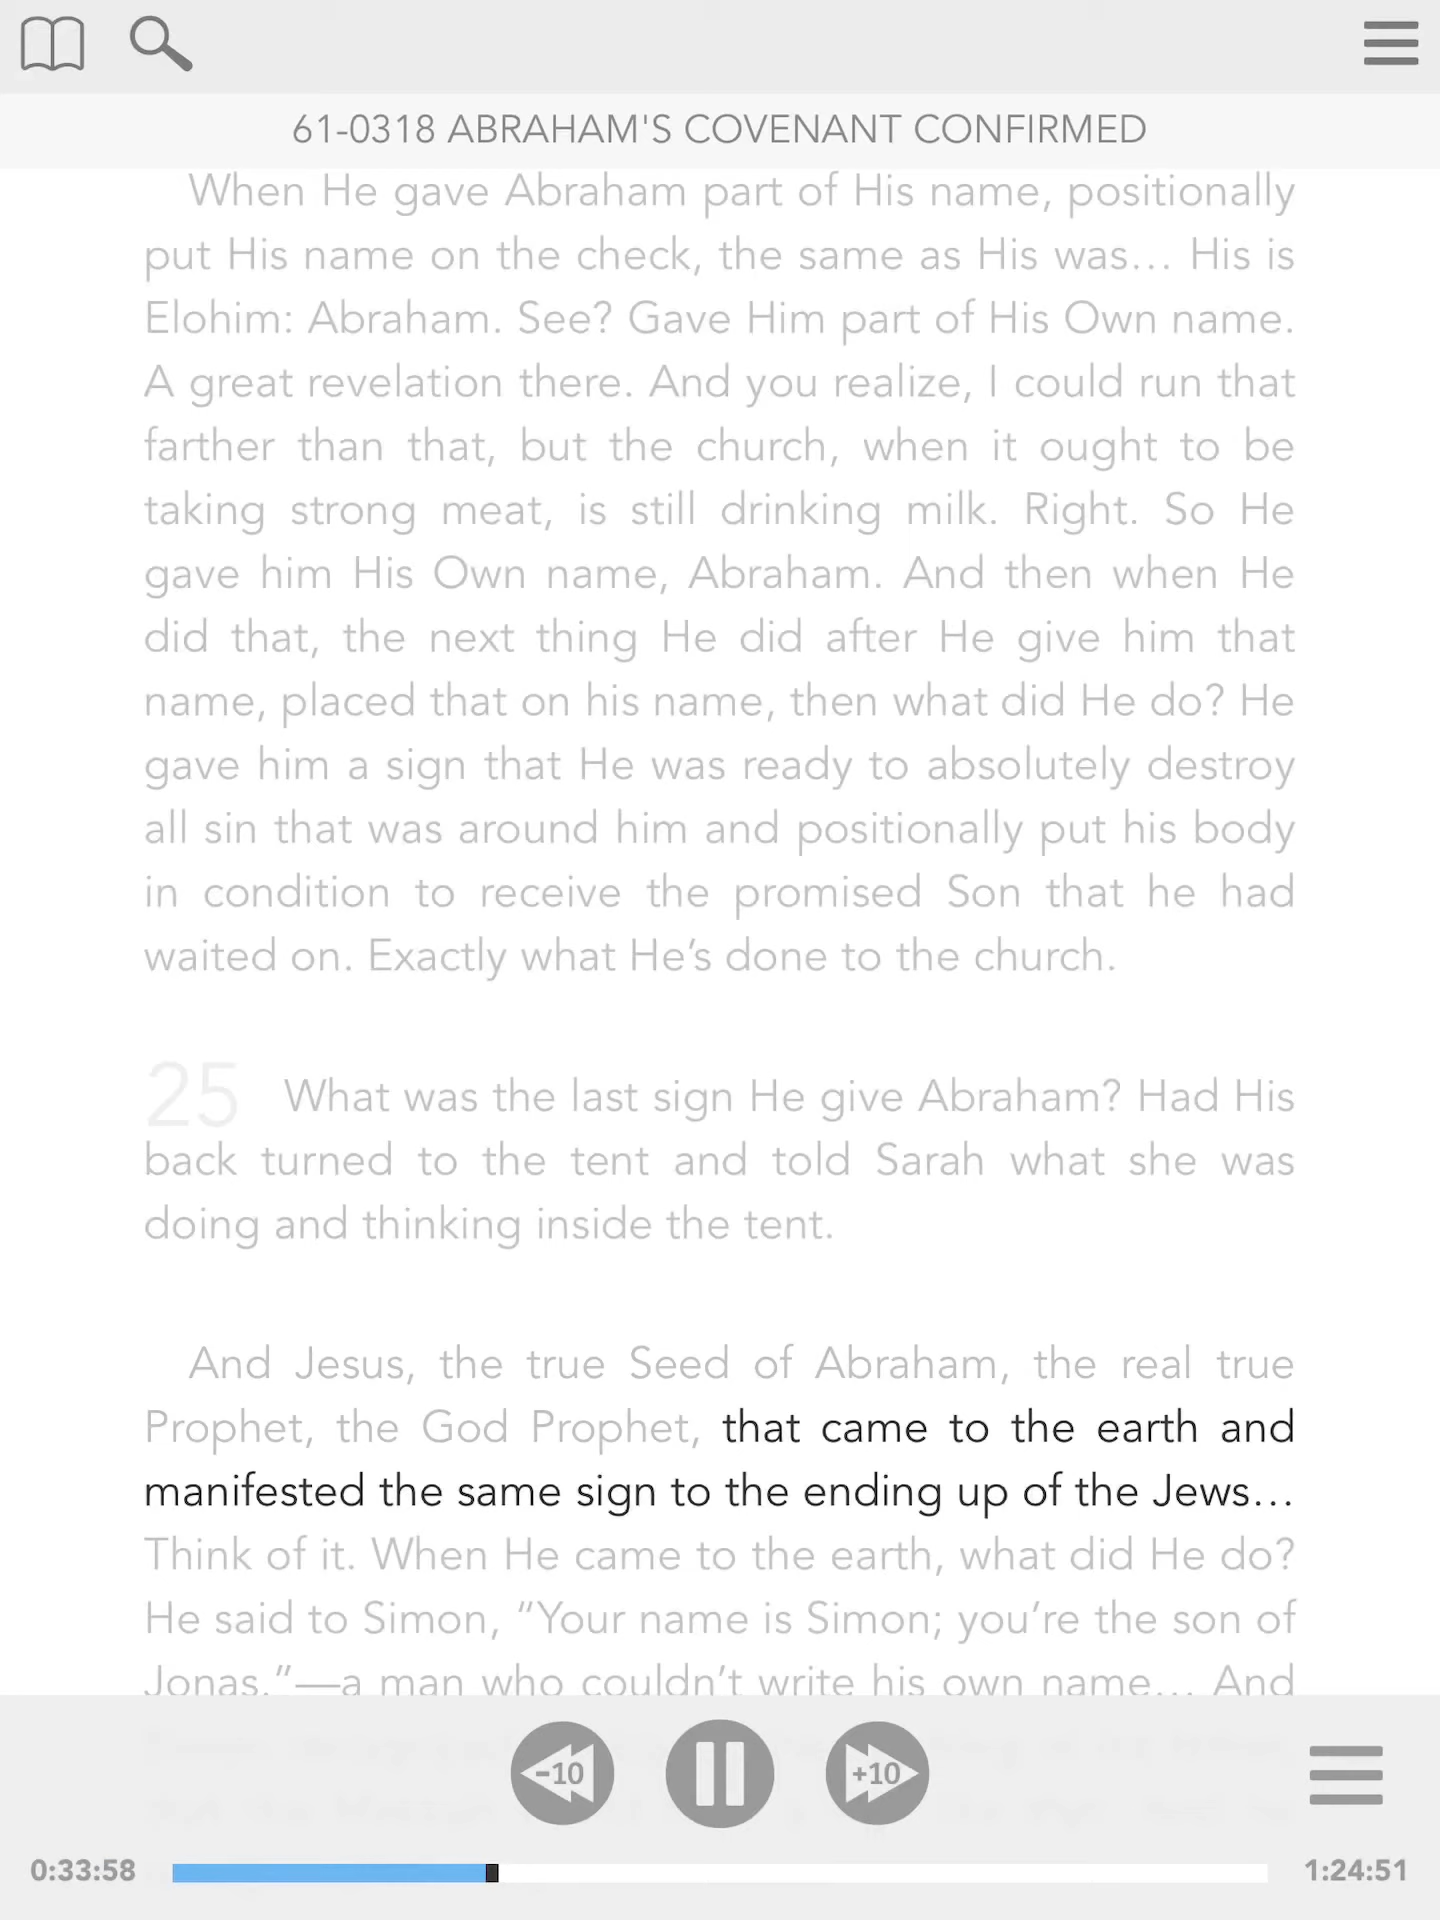 61-0318 ABRAHAM'S COVENANT CONFIRMED
When He gave Abraham part of His name, positionally
put His name on the check, the same as His was… His is
Elohim: Abraham. See? Gave Him part of His Own name.
A great revelation there. And you realize, I could run that
farther than that, but the church, when it ought to be
taking strong meat, is still drinking milk. Right. So He
gave him His Own name, Abraham. And then when He
did that, the next thing He did after He give him that
name, placed that on his name, then what did He do? He
gave him a sign that He was ready to absolutely destroy
all sin that was around him and positionally put his body
in condition to receive the promised Son that he had
waited on. Exactly what He’s done to the church.
25 What was the last sign He give Abraham? Had His
back turned to the tent and told Sarah what she was
doing and thinking inside the tent.
And Jesus, the true Seed of Abraham, the real true
Prophet, the God Prophet, that came to the earth and
manifested the same sign to the ending up of the Jews…
Think of it. When He came to the earth, what did He do?
He said to Simon, “Your name is Simon; you’re the son of
Jonas.”—a man who couldn’t write his own name… And
-10 +10
0:33:58 1:24:51